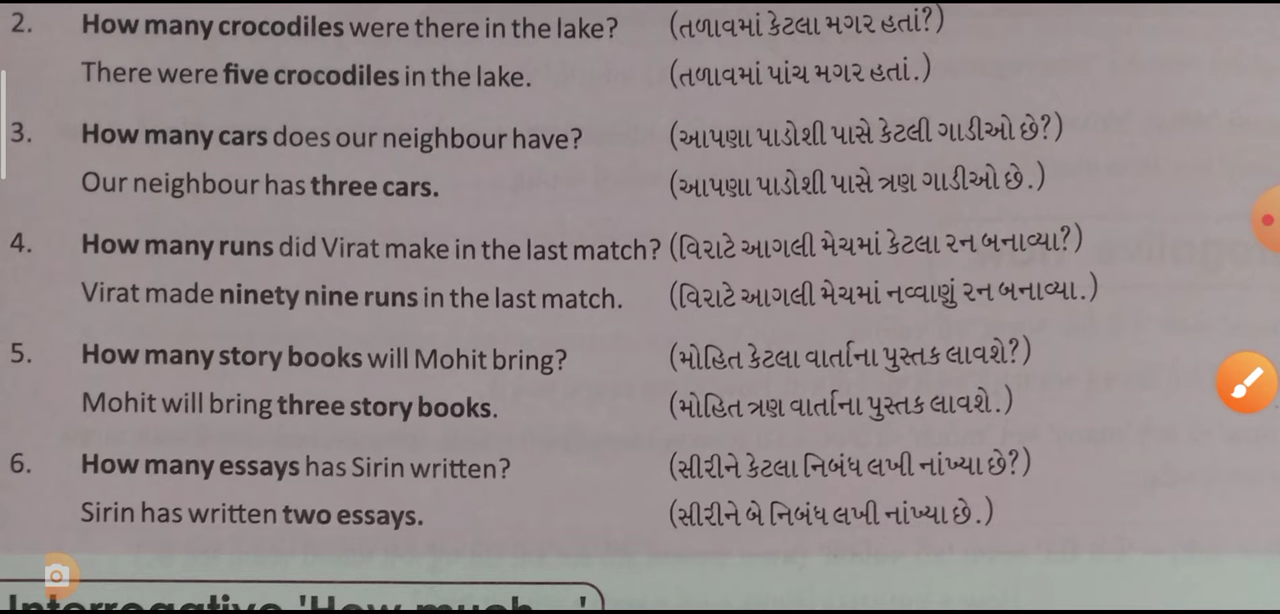 2. How many crocodiles were there in the lake? (તળાવમાં કેટલા મગર હતાં?)
There were five crocodiles in the lake. (તળાવમાં પાંચ મગર હતાં.)
3. How many cars does our neighbour have? (આપણા પાડોશી પાસે કેટલી ગાડીઓ છે?)
Our neighbour has three cars. (આપણા પાડોશી પાસે ત્રણ ગાડીઓ છે.)
4. How many runs did Virat make in the last match? (વિરાટે આગલી મેચમાં કેટલા રન બનાવ્યા?)
Virat made ninety nine runs in the last match. (વિરાટે આગલી મેચમાં નવ્વાણું રન બનાવ્યા.)
5. How many story books will Mohit bring? (મોહિત કેટલા વાર્તાના પુસ્તક લાવશે?)
Mohit will bring three story books. (મોહિત ત્રણ વાર્તાના પુસ્તક લાવશે.)
6. How many essays has Sirin written? (સીરીને કેટલા નિબંધ લખી નાંખ્યા છે?)
Sirin has written two essays. (સીરીને બે નિબંધ લખી નાંખ્યા છે.)
Interrogative 'How much...'